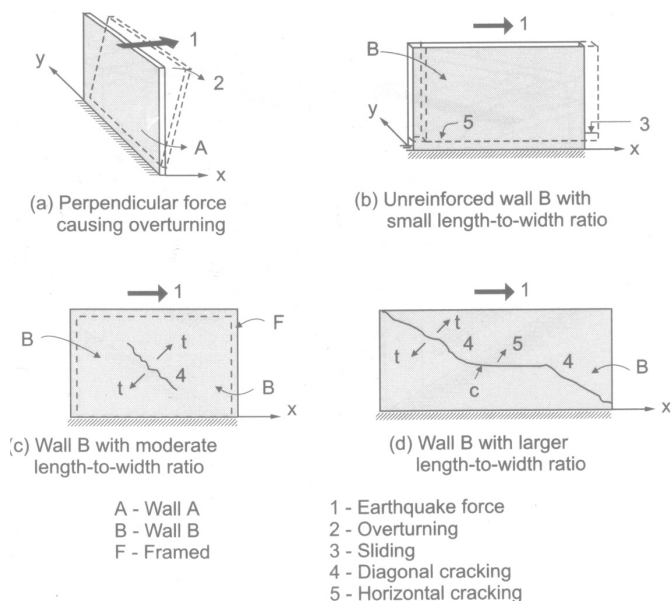 1
y
2
A
x
(a) Perpendicular force
causing overturning
1
B
y
5
3
x
(b) Unreinforced wall B with
small length-to-width ratio
1
F
B
t
t
4
B
x
(c) Wall B with moderate
length-to-width ratio
1
t
t
4
5
4
c
B
x
(d) Wall B with larger
length-to-width ratio
A - Wall A
B - Wall B
F - Framed
1 - Earthquake force
2 - Overturning
3 - Sliding
4 - Diagonal cracking
5 - Horizontal cracking